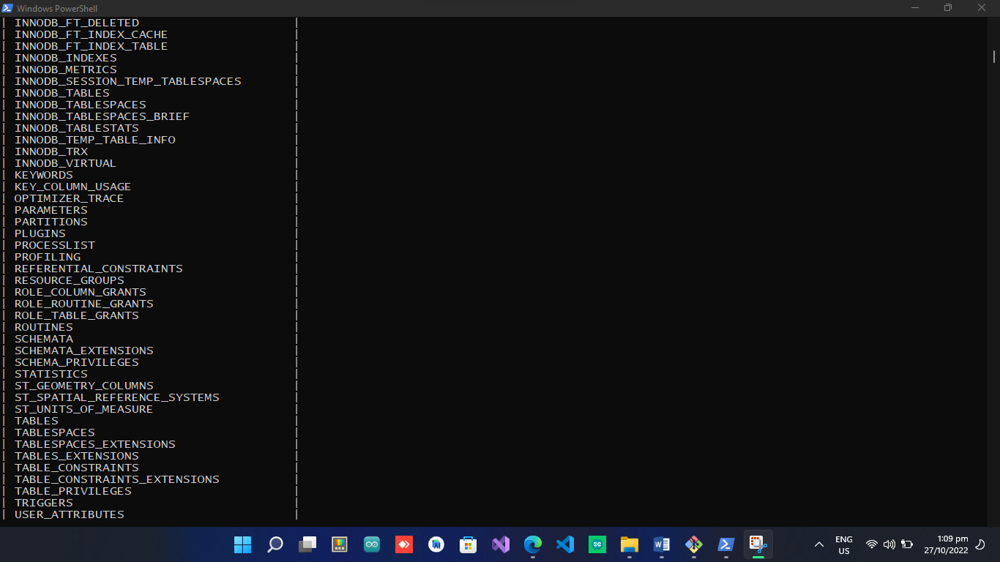 Windows PowerShell
| INNODB_FT_DELETED |
| INNODB_FT_INDEX_CACHE |
| INNODB_FT_INDEX_TABLE |
| INNODB_INDEXES |
| INNODB_METRICS |
| INNODB_SESSION_TEMP_TABLESPACES |
| INNODB_TABLES |
| INNODB_TABLESPACES |
| INNODB_TABLESPACES_BRIEF |
| INNODB_TABLESTATS |
| INNODB_TEMP_TABLE_INFO |
| INNODB_TRX |
| INNODB_VIRTUAL |
| KEYWORDS |
| KEY_COLUMN_USAGE |
| OPTIMIZER_TRACE |
| PARAMETERS |
| PARTITIONS |
| PLUGINS |
| PROCESSLIST |
| PROFILING |
| REFERENTIAL_CONSTRAINTS |
| RESOURCE_GROUPS |
| ROLE_COLUMN_GRANTS |
| ROLE_ROUTINE_GRANTS |
| ROLE_TABLE_GRANTS |
| ROUTINES |
| SCHEMATA |
| SCHEMATA_EXTENSIONS |
| SCHEMA_PRIVILEGES |
| STATISTICS |
| ST_GEOMETRY_COLUMNS |
| ST_SPATIAL_REFERENCE_SYSTEMS |
| ST_UNITS_OF_MEASURE |
| TABLES |
| TABLESPACES |
| TABLESPACES_EXTENSIONS |
| TABLES_EXTENSIONS |
| TABLE_CONSTRAINTS |
| TABLE_CONSTRAINTS_EXTENSIONS |
| TABLE_PRIVILEGES |
| TRIGGERS |
| USER_ATTRIBUTES |
ENG
US
1:09 pm
27/10/2022